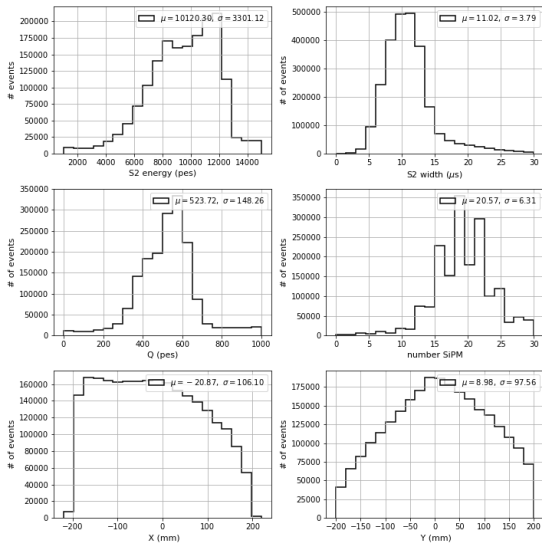 μ = 10120.30, σ = 3301.12
200000
175000
150000
125000
100000
75000
50000
25000
0
# events
2000 4000 6000 8000 10000 12000 14000
S2 energy (pes)
μ = 11.02, σ = 3.79
500000
400000
300000
200000
100000
0
# of events
0 5 10 15 20 25 30
S2 width (μs)
μ = 523.72, σ = 148.26
350000
300000
250000
200000
150000
100000
50000
0
# of events
0 200 400 600 800 1000
Q (pes)
μ = 20.57, σ = 6.31
350000
300000
250000
200000
150000
100000
50000
0
# of events
0 5 10 15 20 25 30
number SiPM
μ = −20.87, σ = 106.10
160000
140000
120000
100000
80000
60000
40000
20000
0
# of events
−200 −100 0 100 200
X (mm)
μ = 8.98, σ = 97.56
175000
150000
125000
100000
75000
50000
25000
0
# of events
−200 −150 −100 −50 0 50 100 150 200
Y (mm)